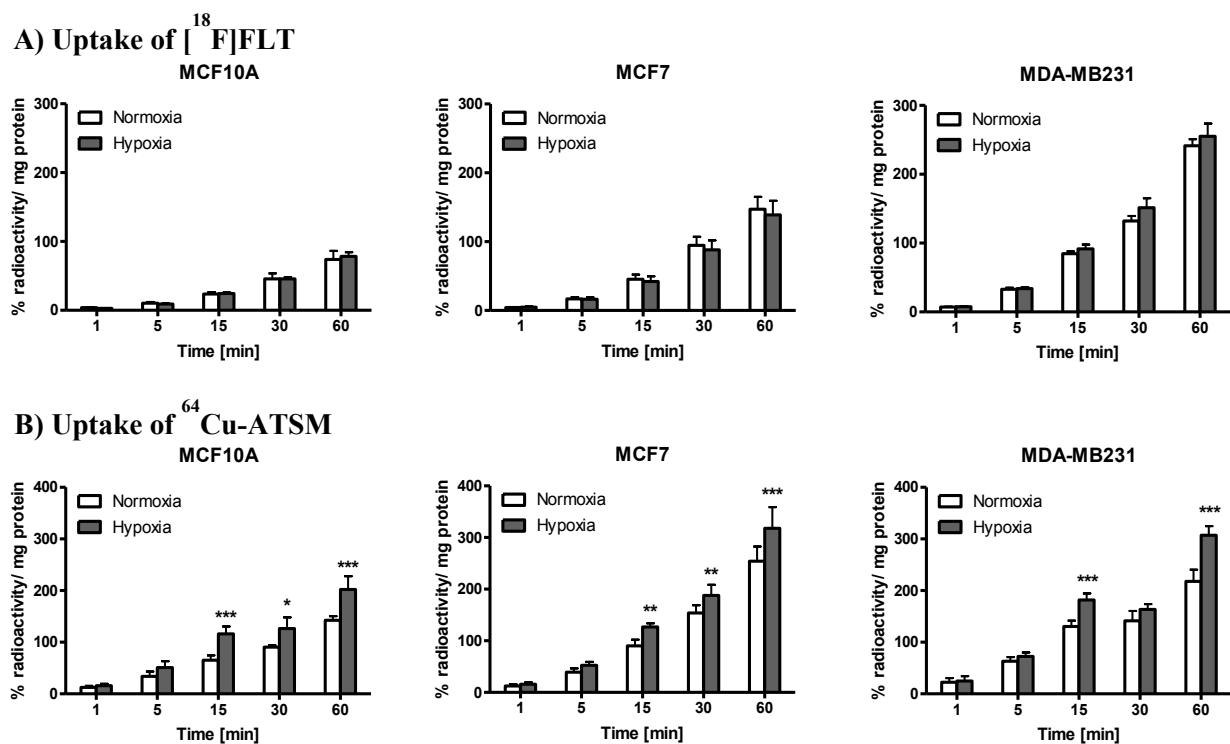 A) Uptake of [18F]FLT
MCF10A
% radioactivity/ mg protein
300
200
100
0
Normoxia
Hypoxia
1 5 15 30 60
Time [min]
MCF7
% radioactivity/ mg protein
300
200
100
0
Normoxia
Hypoxia
1 5 15 30 60
Time [min]
MDA-MB231
% radioactivity/ mg protein
300
200
100
0
Normoxia
Hypoxia
1 5 15 30 60
Time [min]
B) Uptake of 64Cu-ATSM
MCF10A
% radioactivity/ mg protein
400
300
200
100
0
Normoxia
Hypoxia
*** * ***
1 5 15 30 60
Time [min]
MCF7
% radioactivity/ mg protein
400
300
200
100
0
Normoxia
Hypoxia
** ** ***
1 5 15 30 60
Time [min]
MDA-MB231
% radioactivity/ mg protein
400
300
200
100
0
Normoxia
Hypoxia
*** ***
1 5 15 30 60
Time [min]